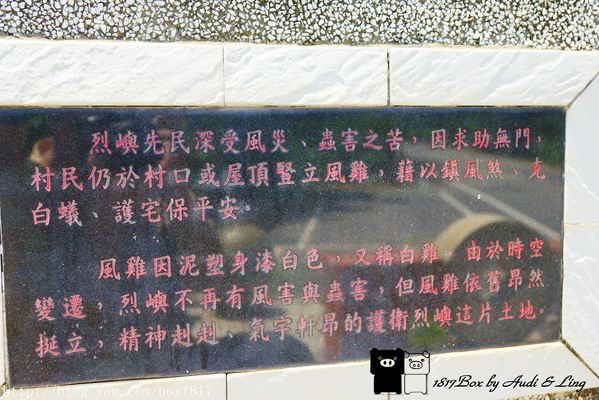 烈嶼先民深受風災、蟲害之苦，因求助無門，
村民仍於村口或屋頂豎立風雞，藉以鎮風煞、克
白蟻、護宅保平安。
風雞因泥塑身漆白色，又稱白雞　由於時空
變遷，烈嶼不再有風害與蟲害，但風雞依舊昂然
挺立，精神赳赳、氣宇軒昂的護衛烈嶼這片土地。
http://blog.yam.com/box1817
1817Box by Audi & Ling